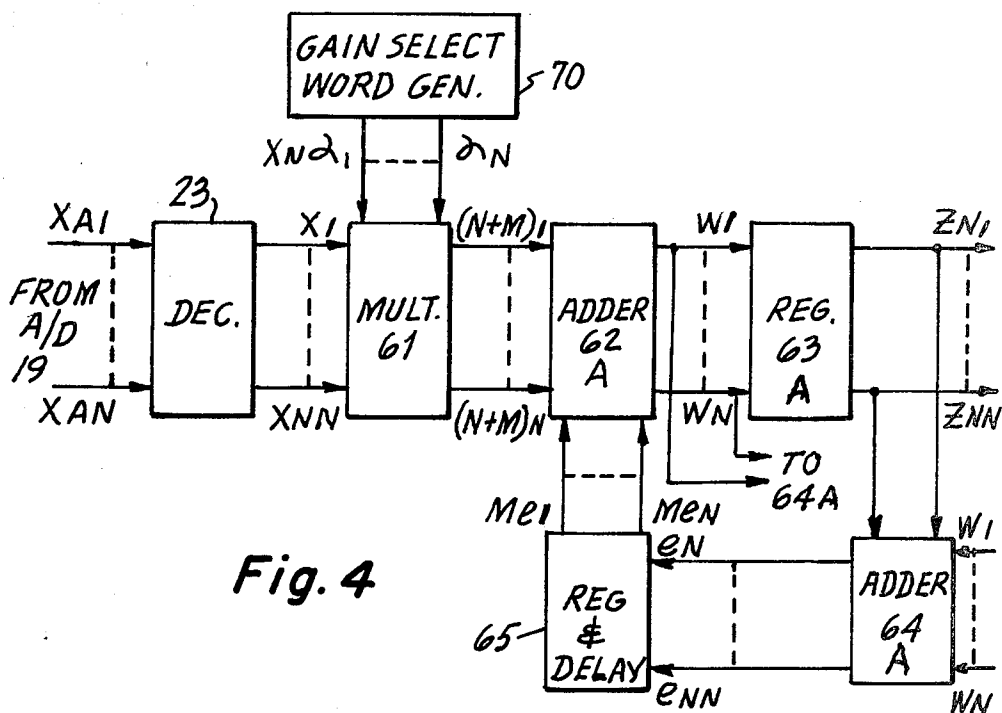 GAIN SELECT
WORD GEN.
70
XNα1
αN
23
XA1
X1
(N+M)1
W1
ZN1
FROM
A/D
19
DEC.
MULT.
61
ADDER
62
A
REG.
63
A
XAN
XNN
(N+M)N
WN
ZNN
TO
64A
Me1
MeN
eN
W1
Fig. 4
REG
&
DELAY
65
ADDER
64
A
eNN
WN